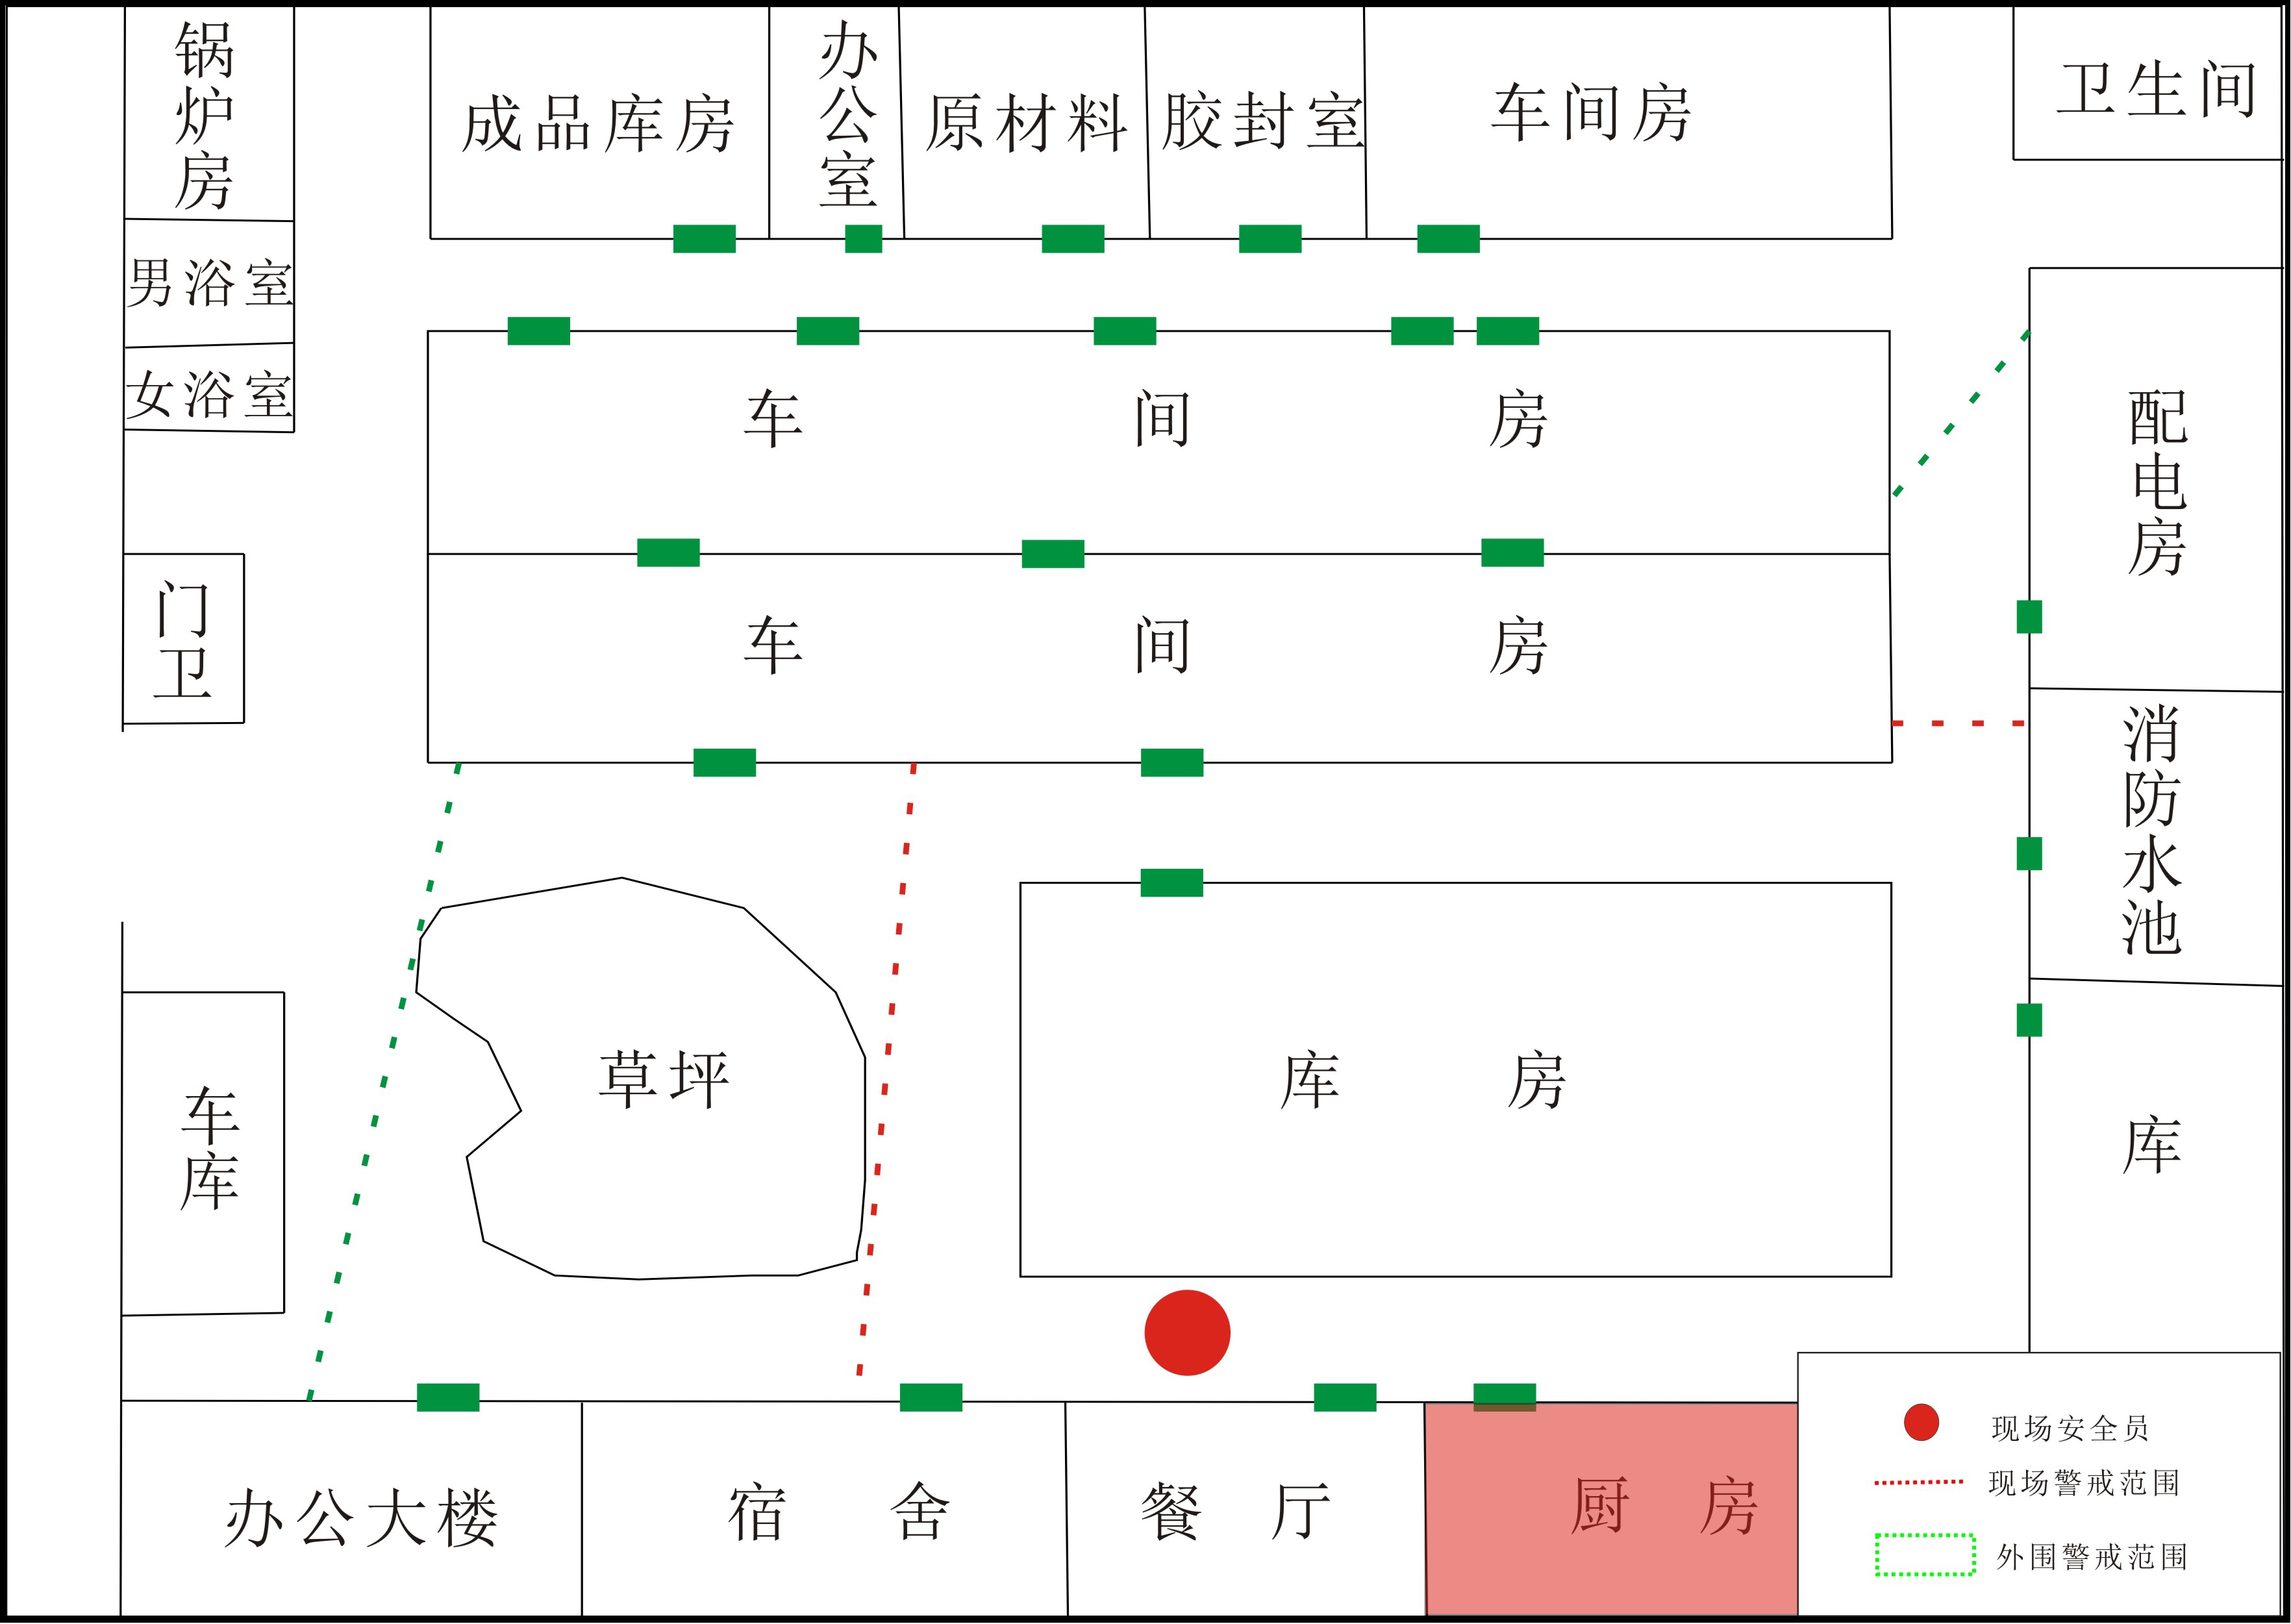 锅炉房
成品库房
办公室
原材料
胶封室
车间房
卫生间
男浴室
女浴室
车间房
配电房
门卫
车间房
消防水池
草坪
库房
车库
库
办公大楼
宿舍
餐厅
厨房
现场安全员
现场警戒范围
外围警戒范围